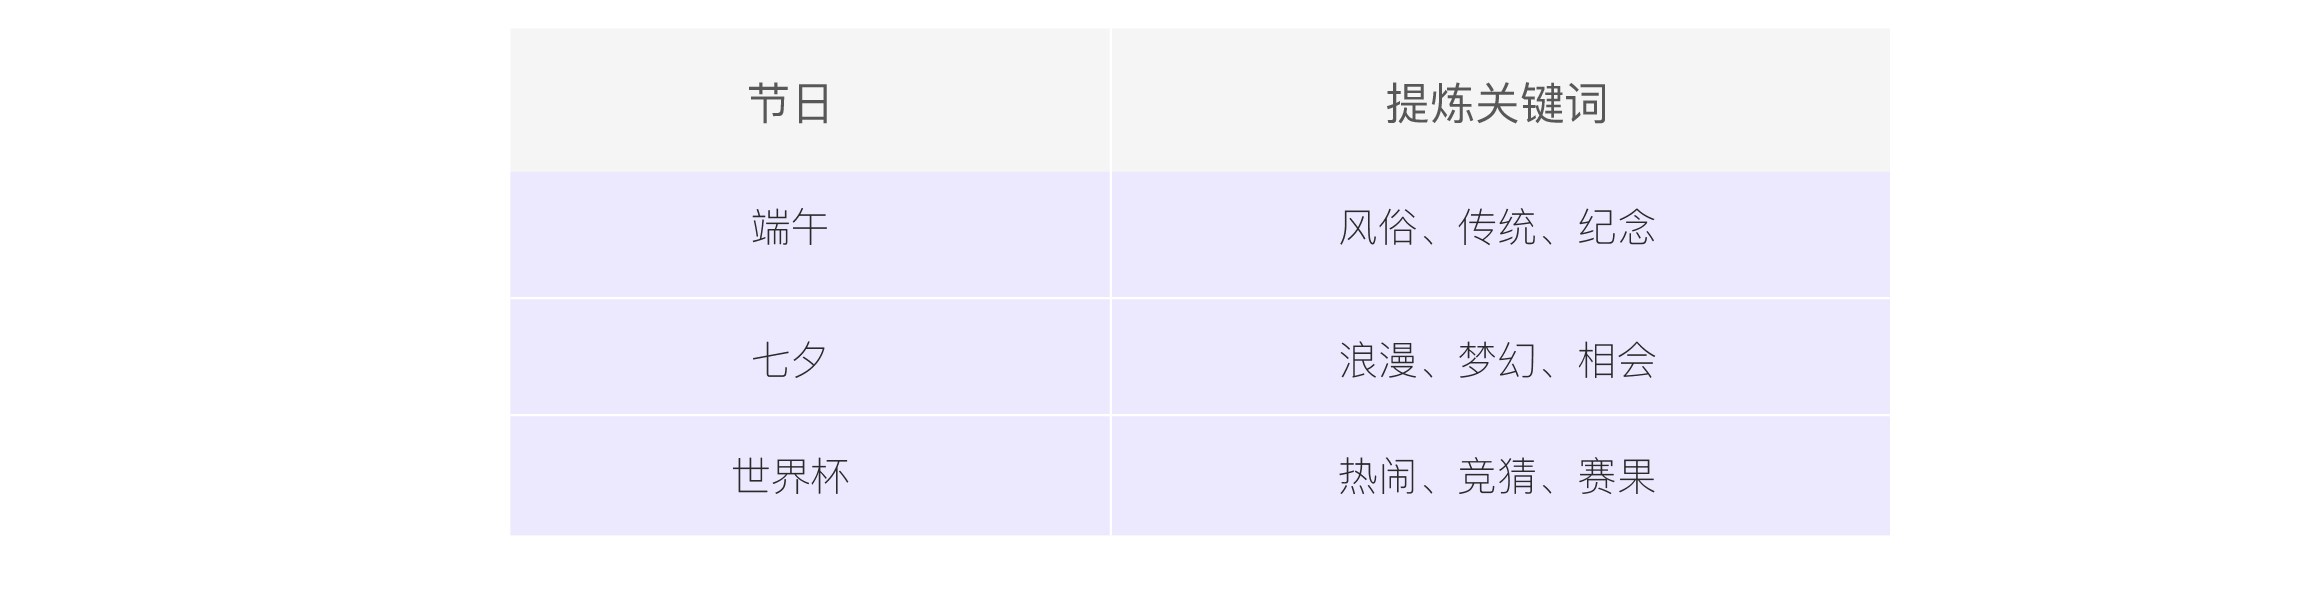 节日 提炼关键词
端午 风俗、传统、纪念
七夕 浪漫、梦幻、相会
世界杯 热闹、竞猜、赛果